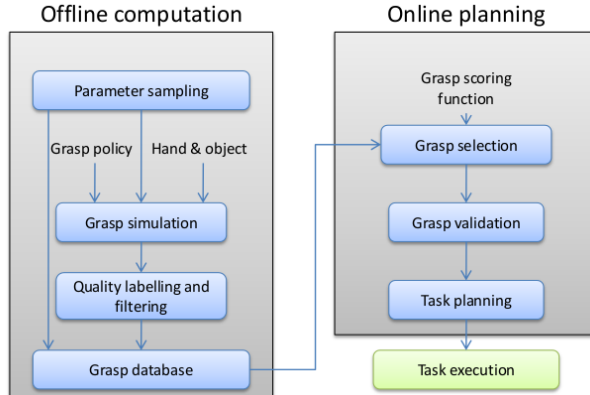 Offline computation
Parameter sampling
Grasp policy
Hand & object
Grasp simulation
Quality labelling and
filtering
Grasp database
Online planning
Grasp scoring
function
Grasp selection
Grasp validation
Task planning
Task execution